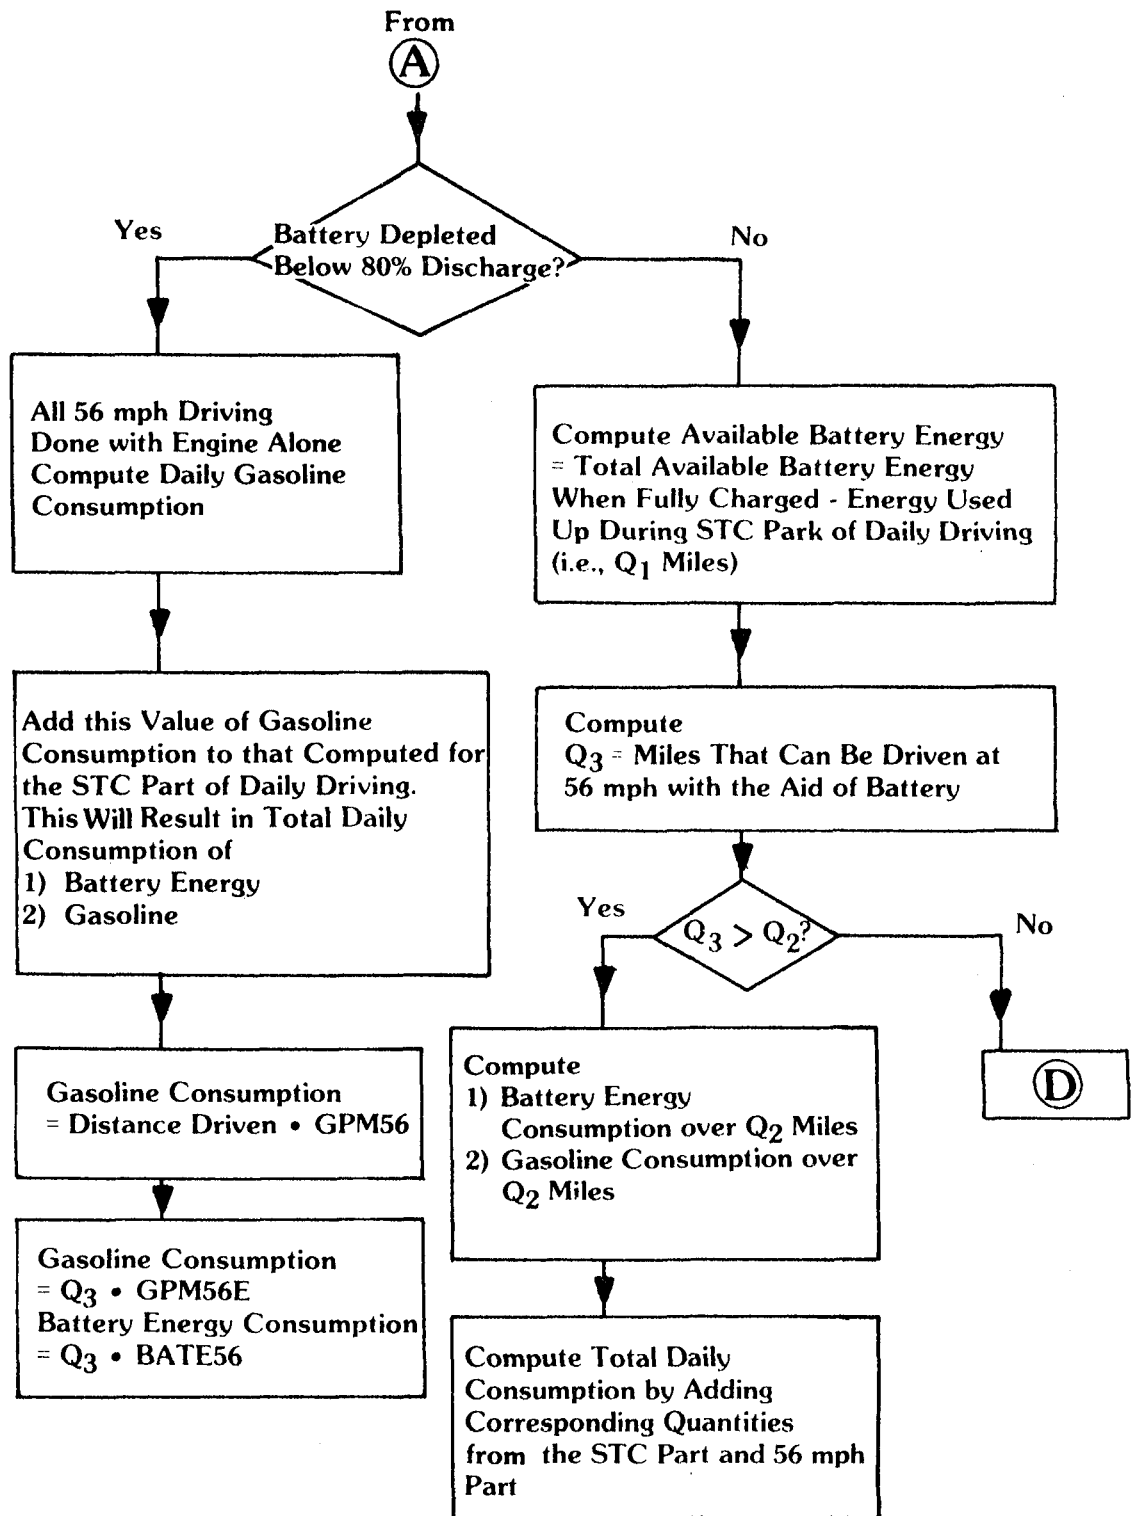 From
A
Yes
Battery Depleted
Below 80% Discharge?
No
All 56 mph Driving
Done with Engine Alone
Compute Daily Gasoline
Consumption
Compute Available Battery Energy
= Total Available Battery Energy
When Fully Charged - Energy Used
Up During STC Park of Daily Driving
(i.e., Q1 Miles)
Add this Value of Gasoline
Consumption to that Computed for
the STC Part of Daily Driving.
This Will Result in Total Daily
Consumption of
1) Battery Energy
2) Gasoline
Compute
Q3 = Miles That Can Be Driven at
56 mph with the Aid of Battery
Yes
Q3 > Q2?
No
D
Gasoline Consumption
= Distance Driven • GPM56
Compute
1) Battery Energy
Consumption over Q2 Miles
2) Gasoline Consumption over
Q2 Miles
Gasoline Consumption
= Q3 • GPM56E
Battery Energy Consumption
= Q3 • BATE56
Compute Total Daily
Consumption by Adding
Corresponding Quantities
from the STC Part and 56 mph
Part